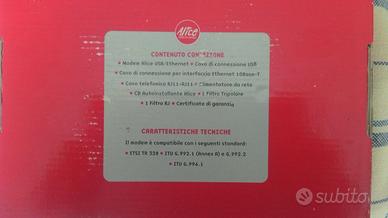 Alice
CONTENUTO CONFEZIONE
• Modem Alice USB/Ethernet • Cavo di connessione USB
• Cavo di connessione per interfaccia Ethernet 10Base-T
• Cavo telefonico RJ11-RJ11 • Alimentatore da rete
• CD Autoinstallante Alice • 1 Filtro Tripolare
• 1 Filtro RJ • Certificato di garanzia
CARATTERISTICHE TECNICHE
Il modem è compatibile con i seguenti standard:
• ETSI TR 328 • ITU G.992.1 (Annex A) e G.992.2
• ITU G.994.1
subito